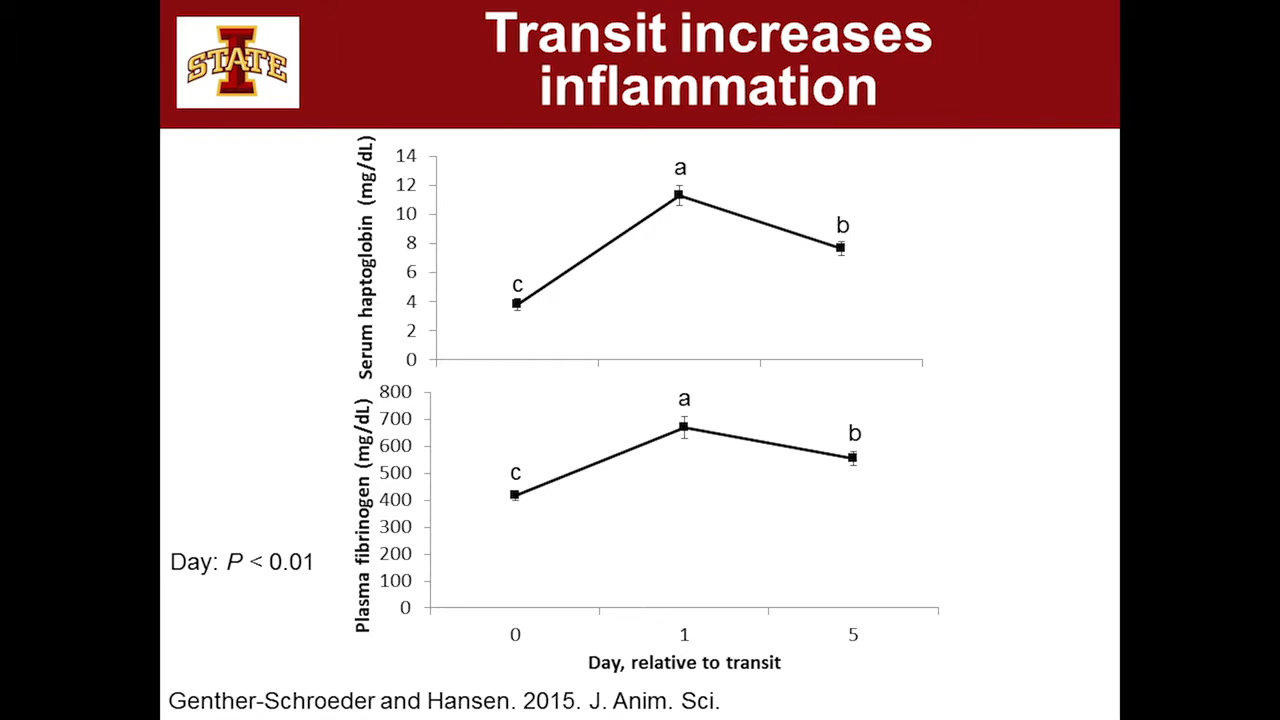 STATE
Transit increases
inflammation
Serum haptoglobin (mg/dL)
14
12
10
8
6
4
2
0
c
a
b
Plasma fibrinogen (mg/dL)
800
700
600
500
400
300
200
100
0
c
a
b
0 1 5
Day, relative to transit
Day: P < 0.01
Genther-Schroeder and Hansen. 2015. J. Anim. Sci.